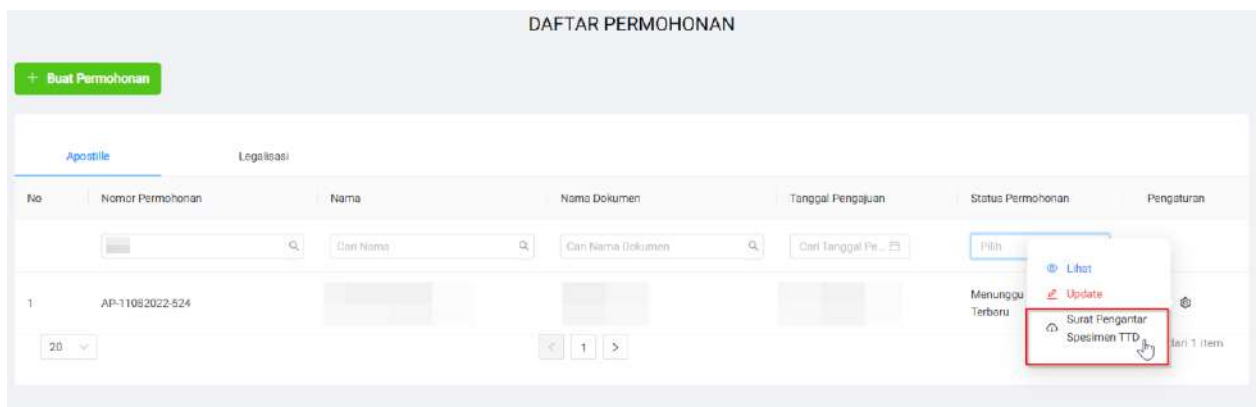 DAFTAR PERMOHONAN
+ Buat Permohonan
Apostille Legalisasi
No Nomor Permohonan Nama Nama Dokumen Tanggal Pengajuan Status Permohonan Pengaturan
Cari Nama Cari Nama Dokumen Cari Tanggal Pe... Pilih
Lihat
1 AP-11082022-524 Menunggu Update
Terbaru Surat Pengantar
Spesimen TTD
20 < 1 > dari 1 item